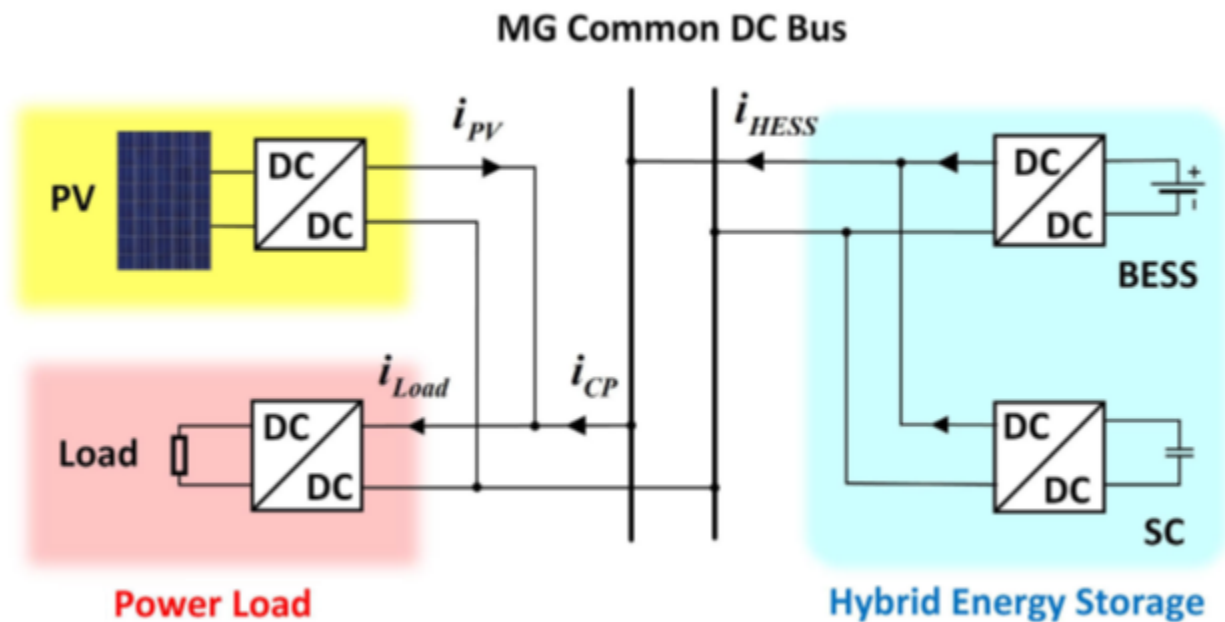 MG Common DC Bus
i_PV
i_HESS
PV
DC
DC
DC
DC
+
-
BESS
i_Load
i_CP
Load
DC
DC
DC
DC
SC
Power Load
Hybrid Energy Storage